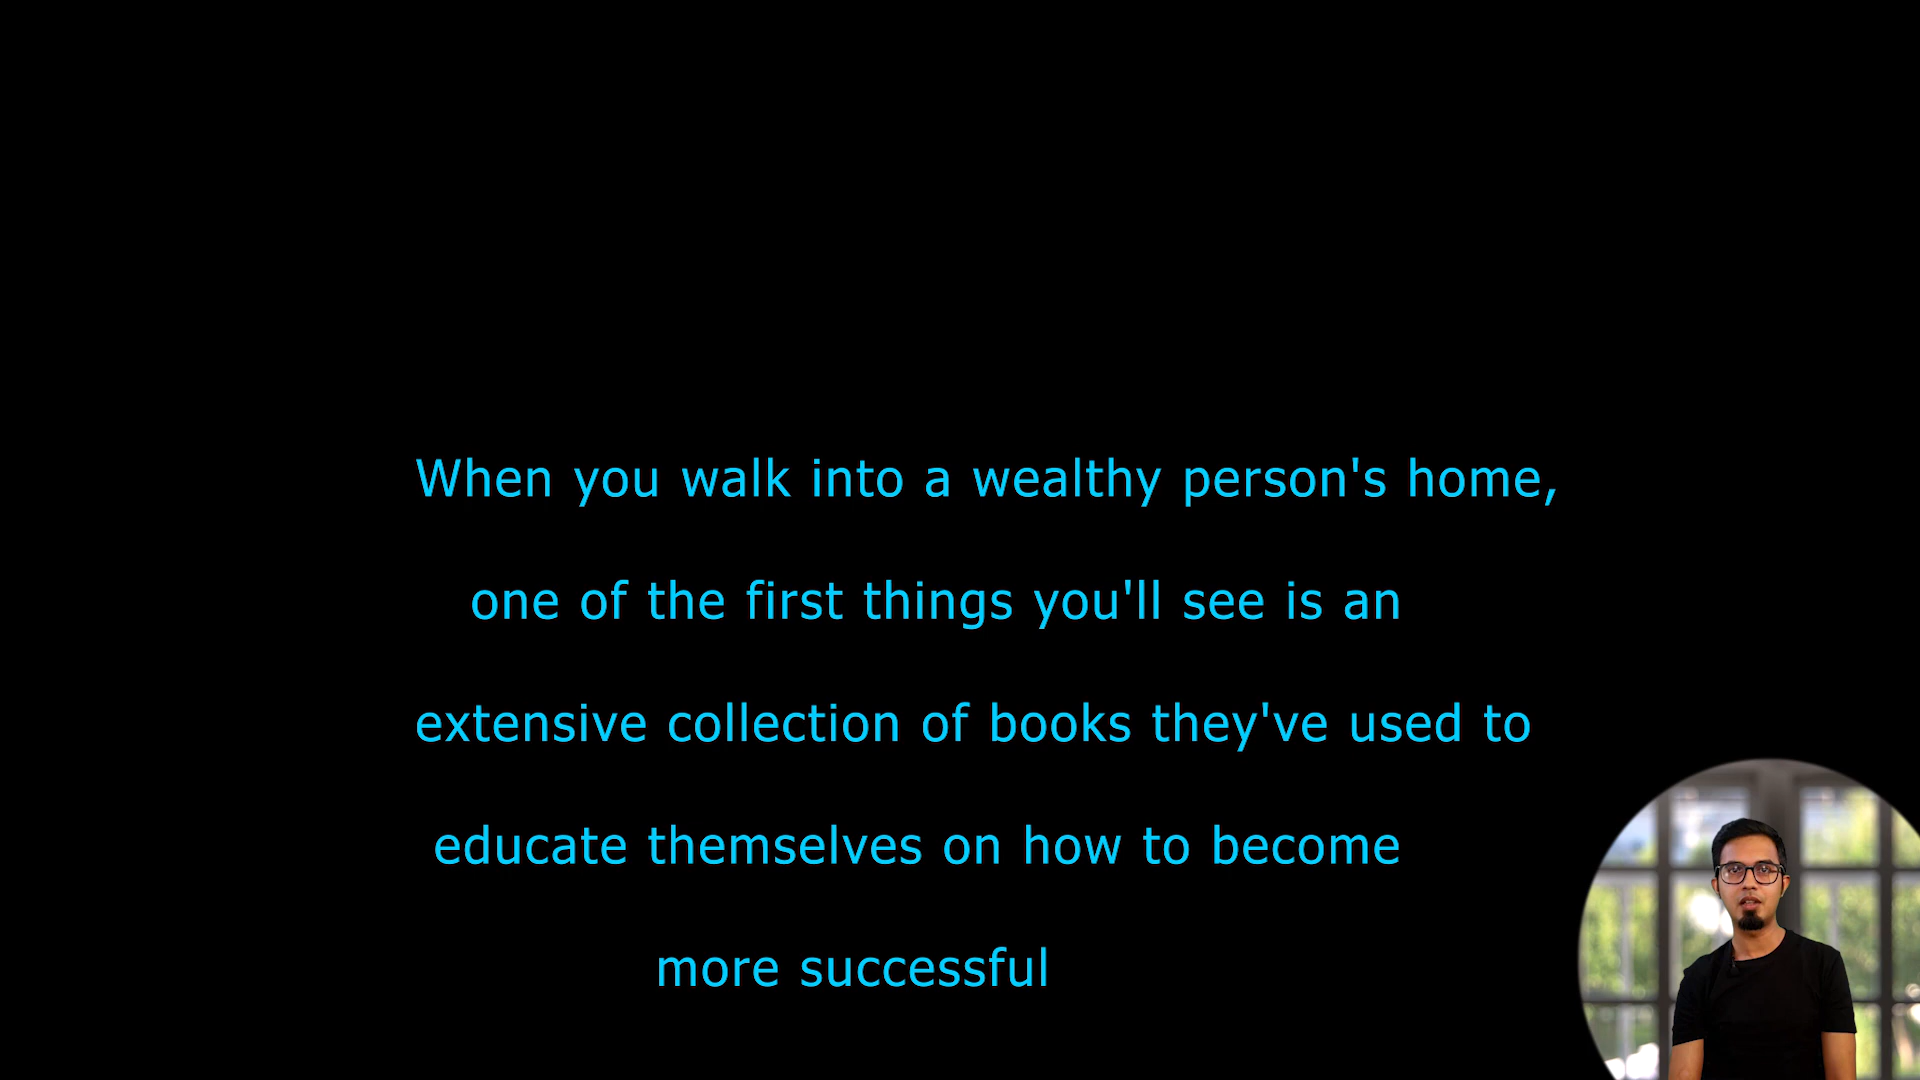 When you walk into a wealthy person's home,
one of the first things you'll see is an
extensive collection of books they've used to
educate themselves on how to become
more successful